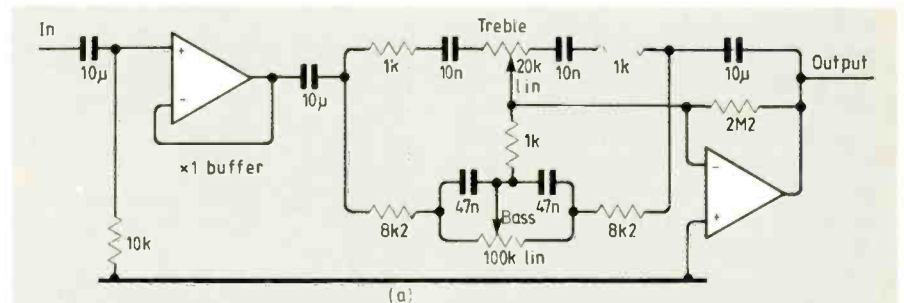 In
Treble
Output
10µ
+
-
×1 buffer
10µ
1k
10n
20k
lin
10n
1k
10µ
2M2
1k
47n
47n
Bass
8k2
100k lin
8k2
-
+
10k
(a)